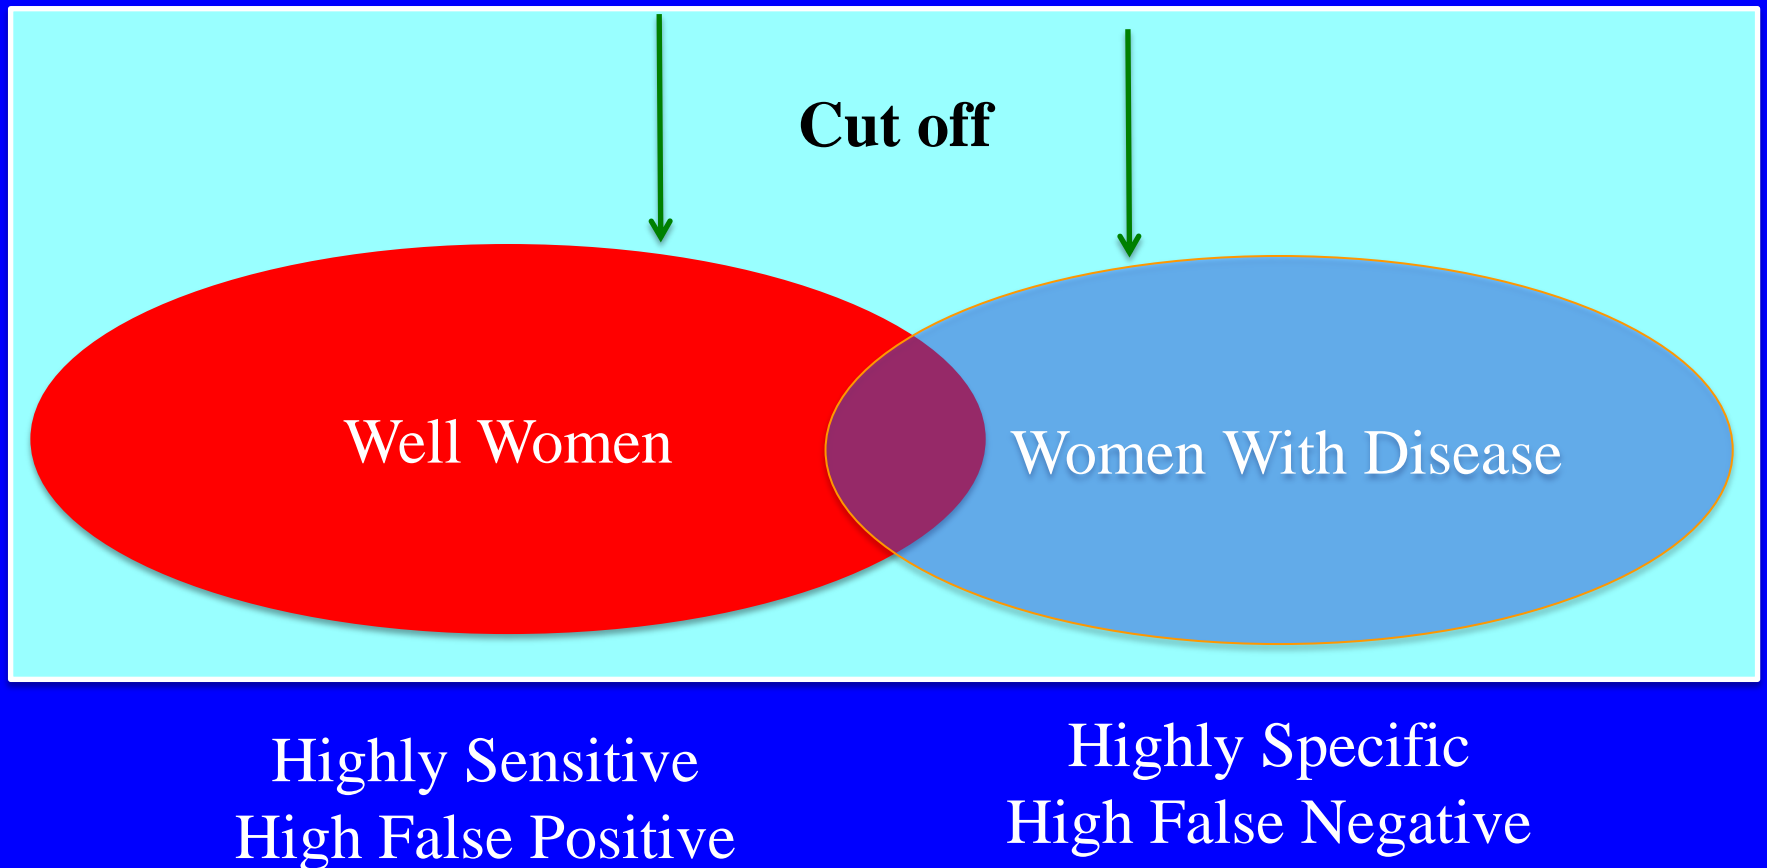 Cut off
Well Women
Women With Disease
Highly Sensitive
High False Positive
Highly Specific
High False Negative